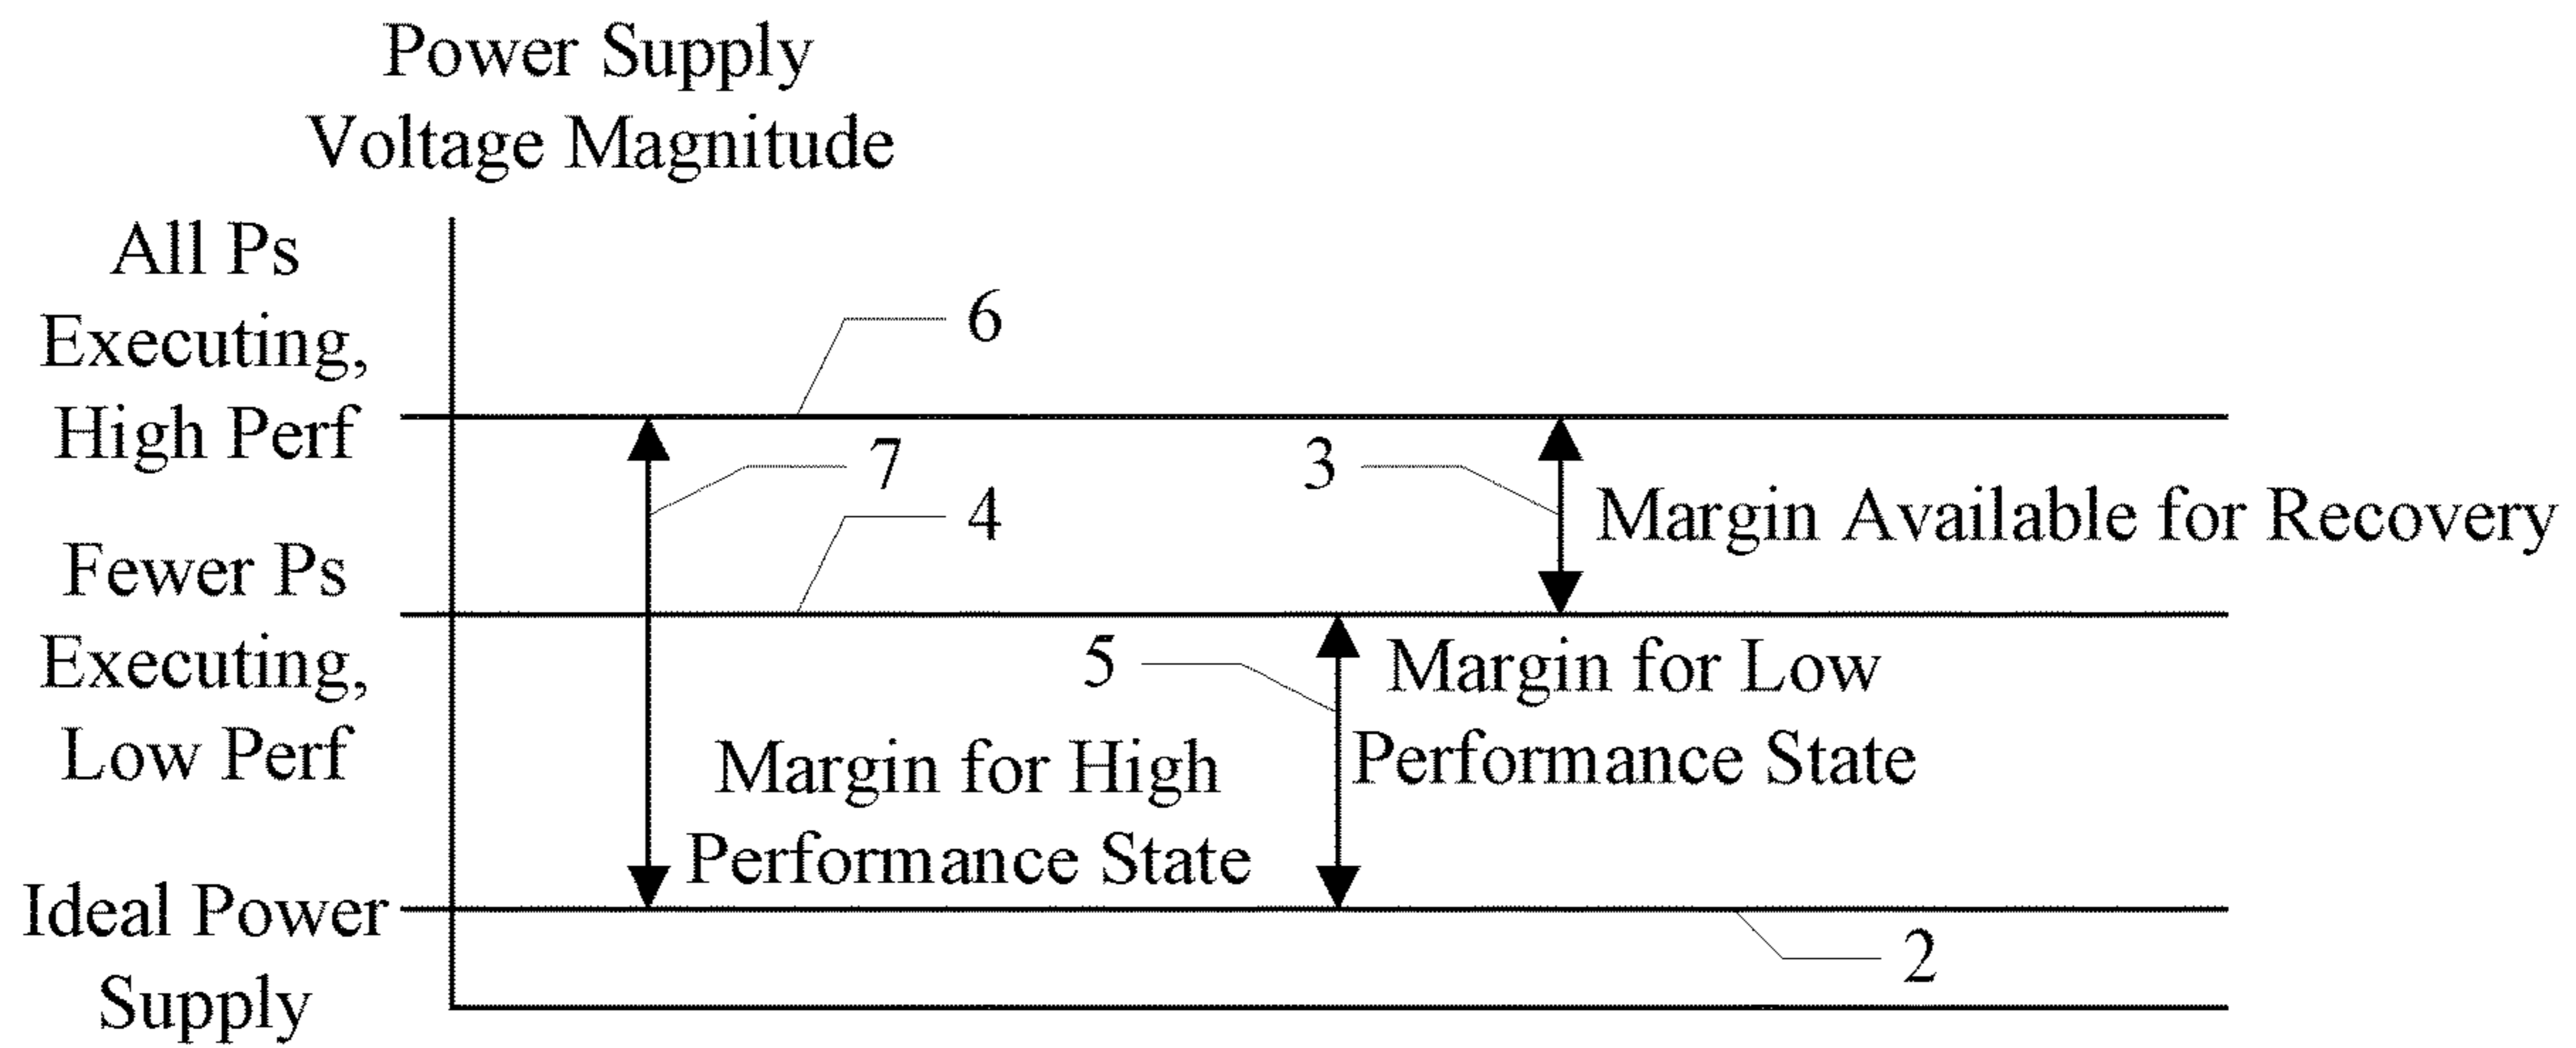 Power Supply
Voltage Magnitude
All Ps
Executing,
High Perf
6
7
3
Margin Available for Recovery
4
Fewer Ps
Executing,
Low Perf
5
Margin for Low
Performance State
Margin for High
Performance State
Ideal Power
Supply
2